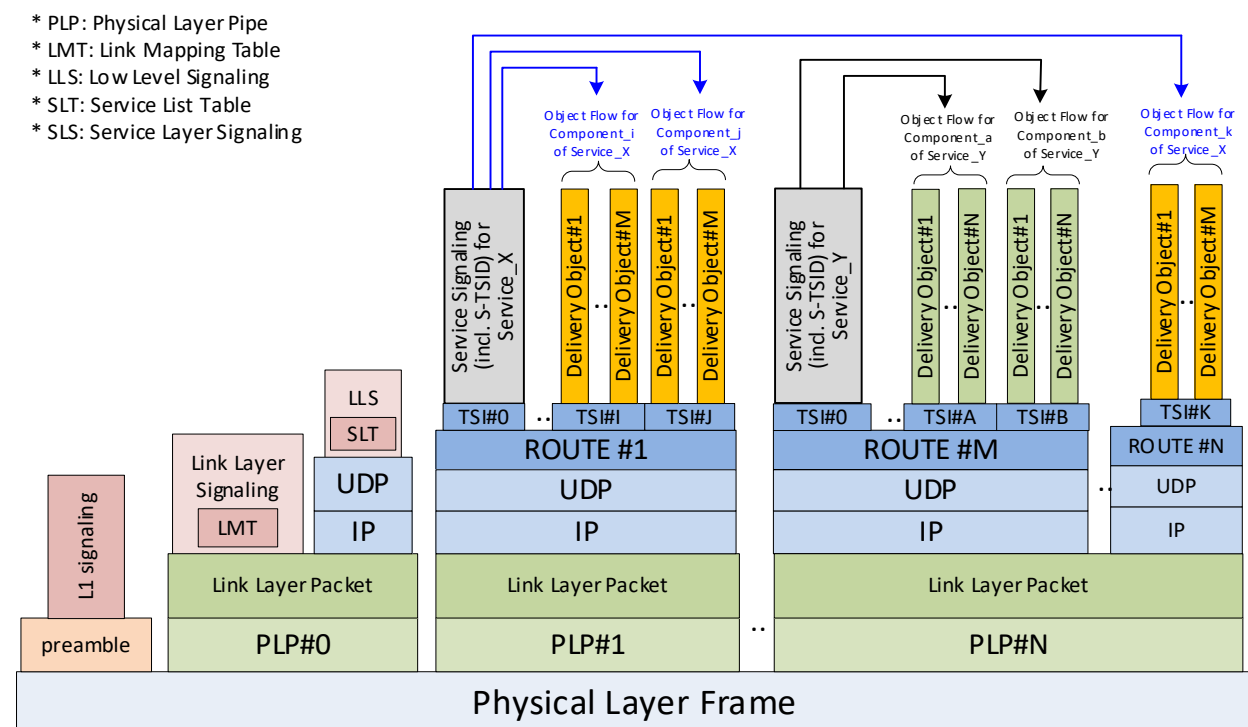 * PLP: Physical Layer Pipe
* LMT: Link Mapping Table
* LLS: Low Level Signaling
* SLT: Service List Table
* SLS: Service Layer Signaling
Object Flow for
Component_i
of Service_X
Object Flow for
Component_j
of Service_X
Object Flow for
Component_a
of Service_Y
Object Flow for
Component_b
of Service_Y
Object Flow for
Component_k
of Service_X
Service Signaling
(incl. S-TSID) for
Service_X
Delivery Object#1
..
Delivery Object#M
Delivery Object#1
..
Delivery Object#M
Service Signaling
(incl. S-TSID) for
Service_Y
Delivery Object#1
..
Delivery Object#N
Delivery Object#1
..
Delivery Object#N
Delivery Object#1
..
Delivery Object#M
TSI#0
..
TSI#I
TSI#J
TSI#0
..
TSI#A
TSI#B
TSI#K
LLS
SLT
ROUTE #1
ROUTE #M
ROUTE #N
Link Layer
Signaling
LMT
UDP
UDP
UDP
..
UDP
IP
IP
IP
IP
L1 signaling
Link Layer Packet
Link Layer Packet
Link Layer Packet
preamble
PLP#0
PLP#1
..
PLP#N
Physical Layer Frame